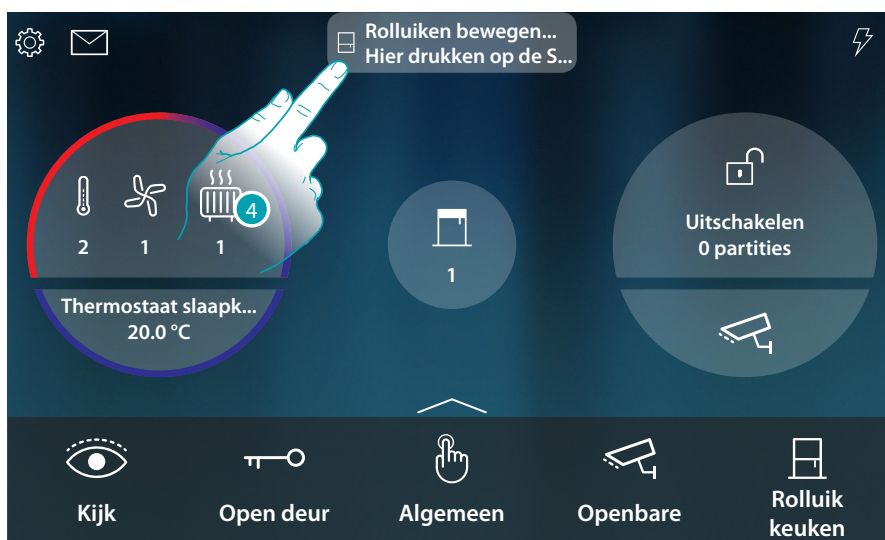 Rolluiken bewegen...
Hier drukken op de S...
4
2 1 1
Thermostaat slaapk...
20.0 °C
1
Uitschakelen
0 partities
Kijk
Open deur
Algemeen
Openbare
Rolluik
keuken